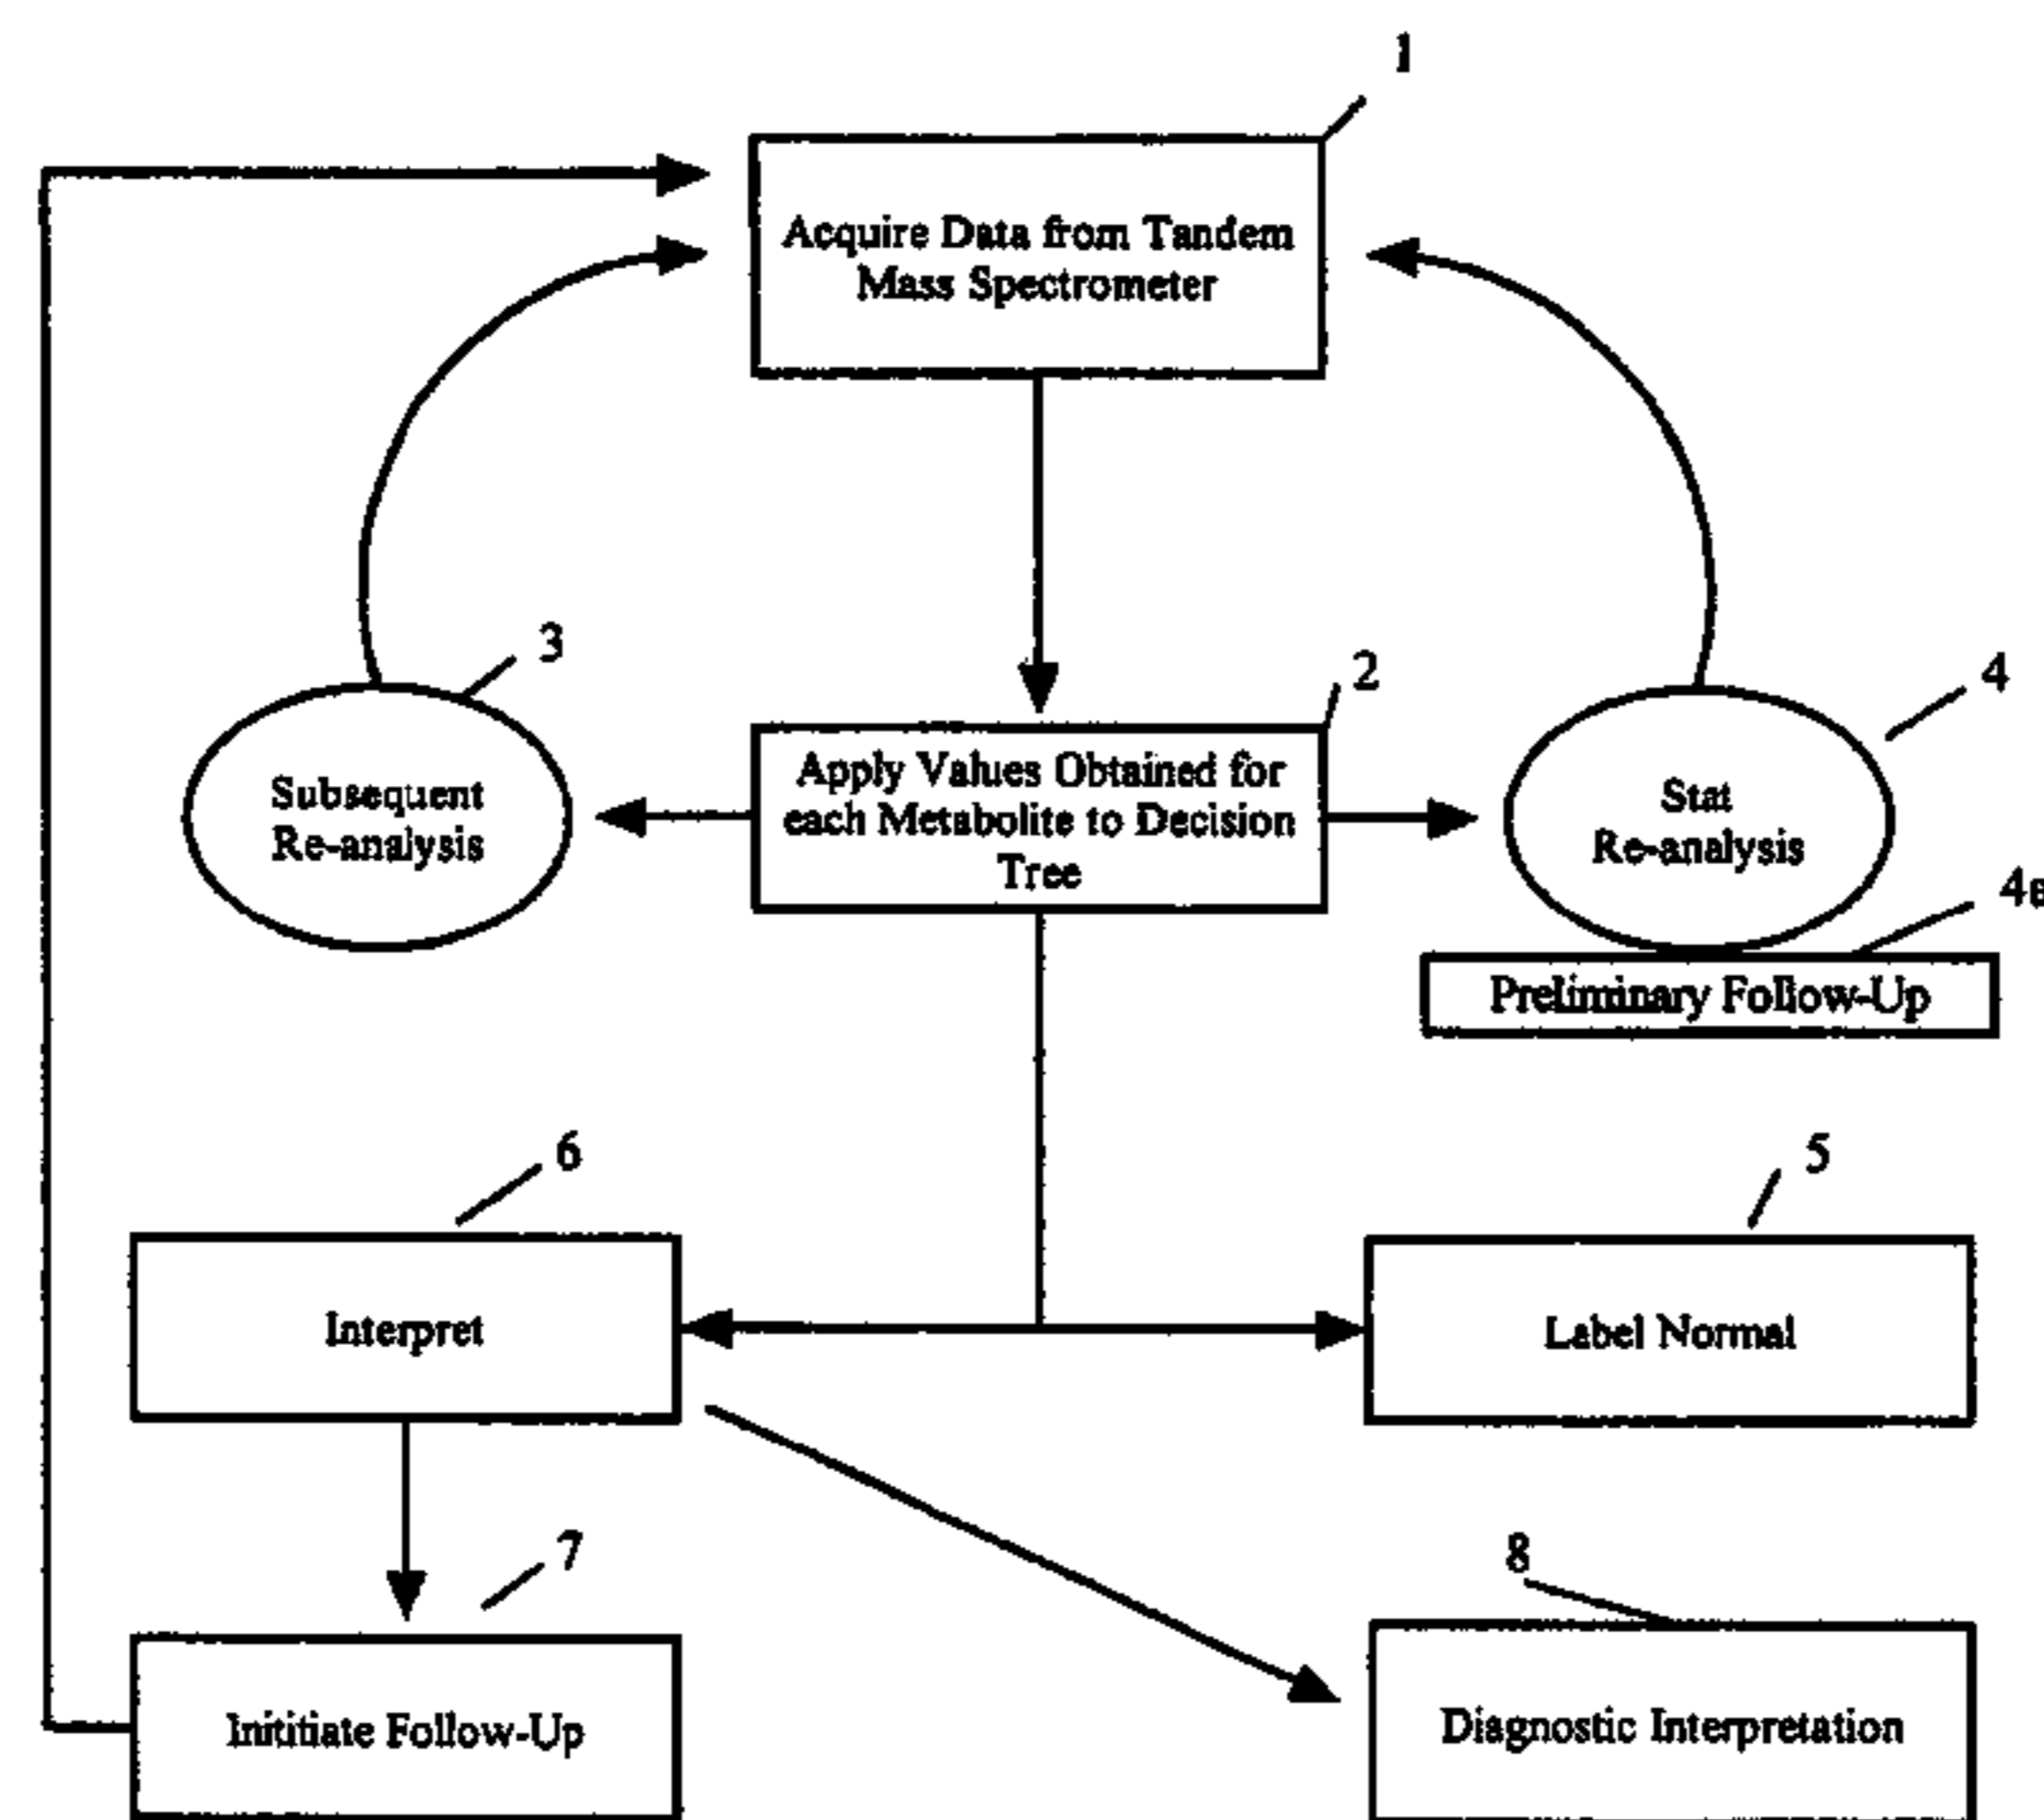 1
Acquire Data from Tandem
Mass Spectrometer
3
2
4
Subsequent
Re-analysis
Apply Values Obtained for
each Metabolite to Decision
Tree
Stat
Re-analysis
4a
Preliminary Follow-Up
6
5
Interpret
Label Normal
7
8
Inititiate Follow-Up
Diagnostic Interpretation